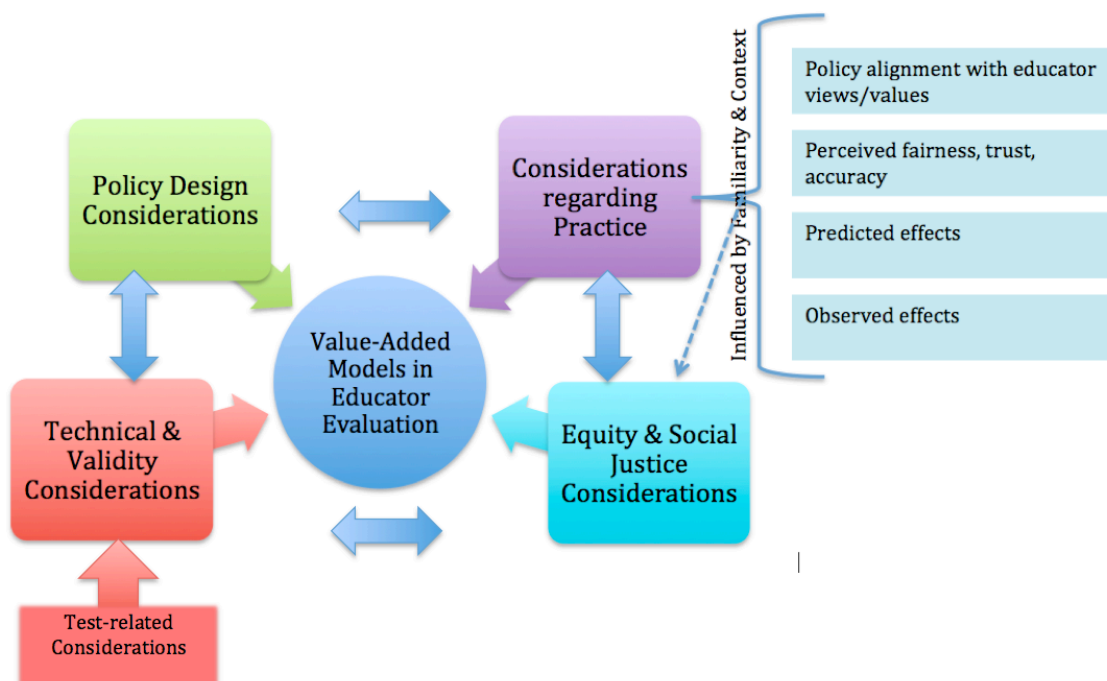 Policy Design
Considerations
Considerations
regarding
Practice
Value-Added
Models in
Educator
Evaluation
Technical &
Validity
Considerations
Equity & Social
Justice
Considerations
Test-related
Considerations
Influenced by Familiarity & Context
Policy alignment with educator
views/values
Perceived fairness, trust,
accuracy
Predicted effects
Observed effects